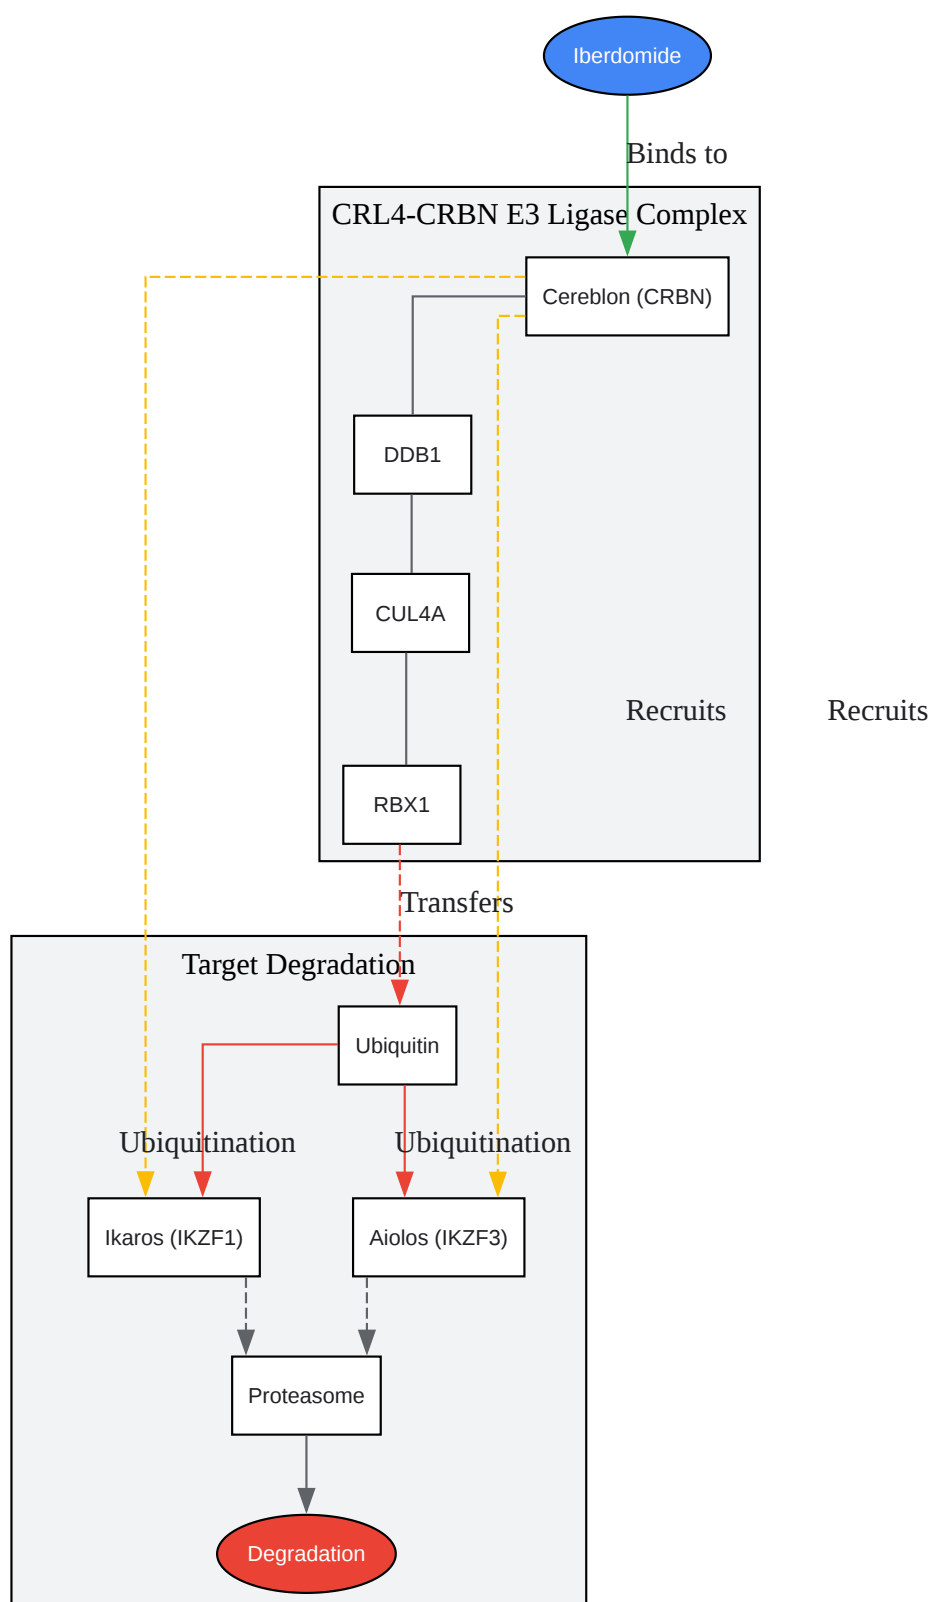 Iberdomide
Binds to
CRL4-CRBN E3 Ligase Complex
Cereblon (CRBN)
DDB1
CUL4A
Recruits
Recruits
RBX1
Transfers
Target Degradation
Ubiquitin
Ubiquitination
Ubiquitination
Ikaros (IKZF1)
Aiolos (IKZF3)
Proteasome
Degradation